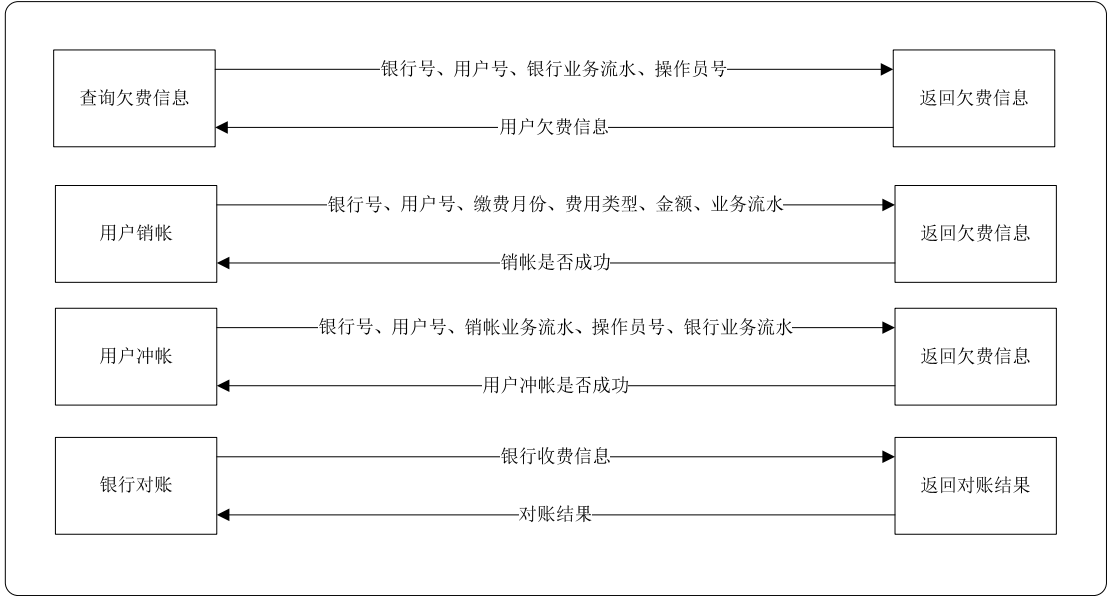 银行号、用户号、银行业务流水、操作员号
查询欠费信息
返回欠费信息
用户欠费信息
银行号、用户号、缴费月份、费用类型、金额、业务流水
用户销帐
返回欠费信息
销帐是否成功
银行号、用户号、销帐业务流水、操作员号、银行业务流水
用户冲帐
返回欠费信息
用户冲帐是否成功
银行收费信息
银行对账
返回对账结果
对账结果